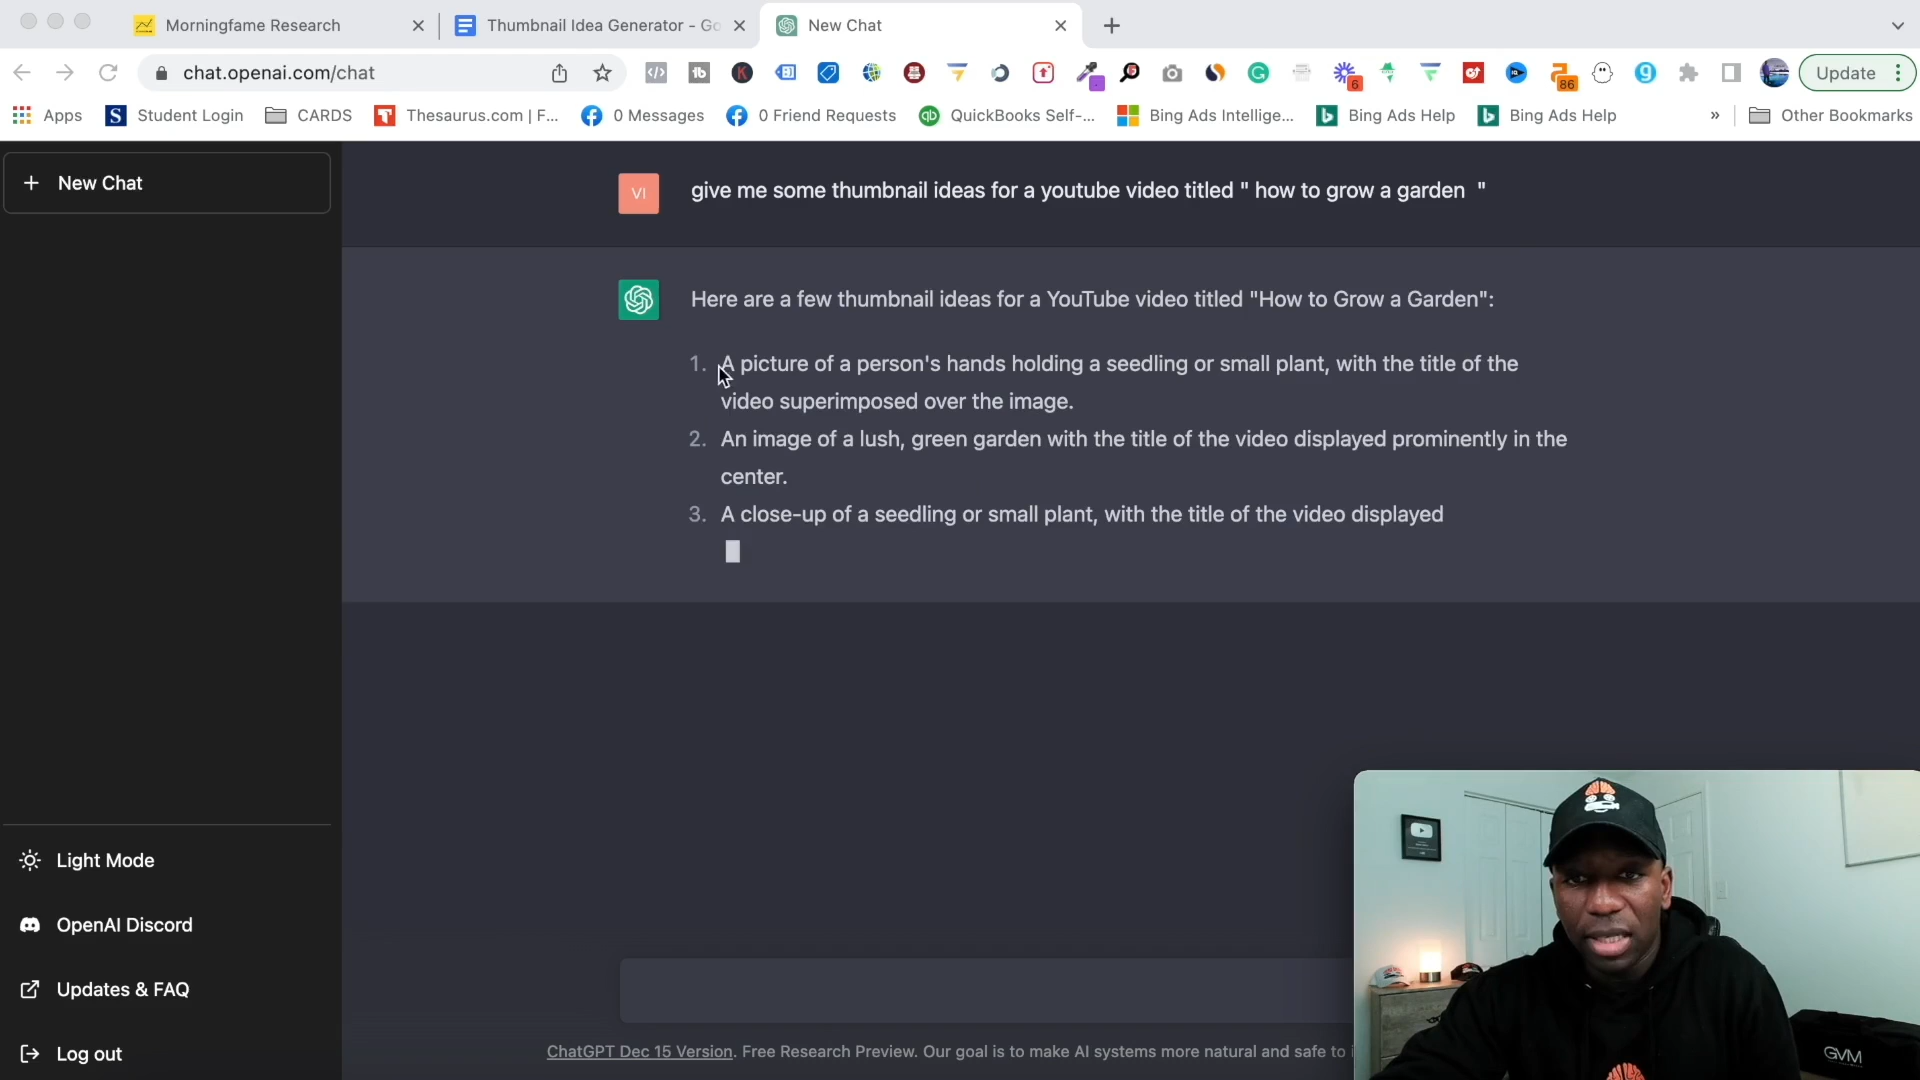 Morningfame Research
Thumbnail Idea Generator - Go
New Chat
chat.openai.com/chat
6
86
Update
Apps
Student Login
CARDS
Thesaurus.com | F...
0 Messages
0 Friend Requests
QuickBooks Self-...
Bing Ads Intellige...
Bing Ads Help
Bing Ads Help
»
Other Bookmarks
New Chat
VI
give me some thumbnail ideas for a youtube video titled " how to grow a garden "
Here are a few thumbnail ideas for a YouTube video titled "How to Grow a Garden":
1. A picture of a person's hands holding a seedling or small plant, with the title of the
video superimposed over the image.
2. An image of a lush, green garden with the title of the video displayed prominently in the
center.
3. A close-up of a seedling or small plant, with the title of the video displayed
Light Mode
OpenAI Discord
Updates & FAQ
Log out
ChatGPT Dec 15 Version. Free Research Preview. Our goal is to make AI systems more natural and safe to i
GVM